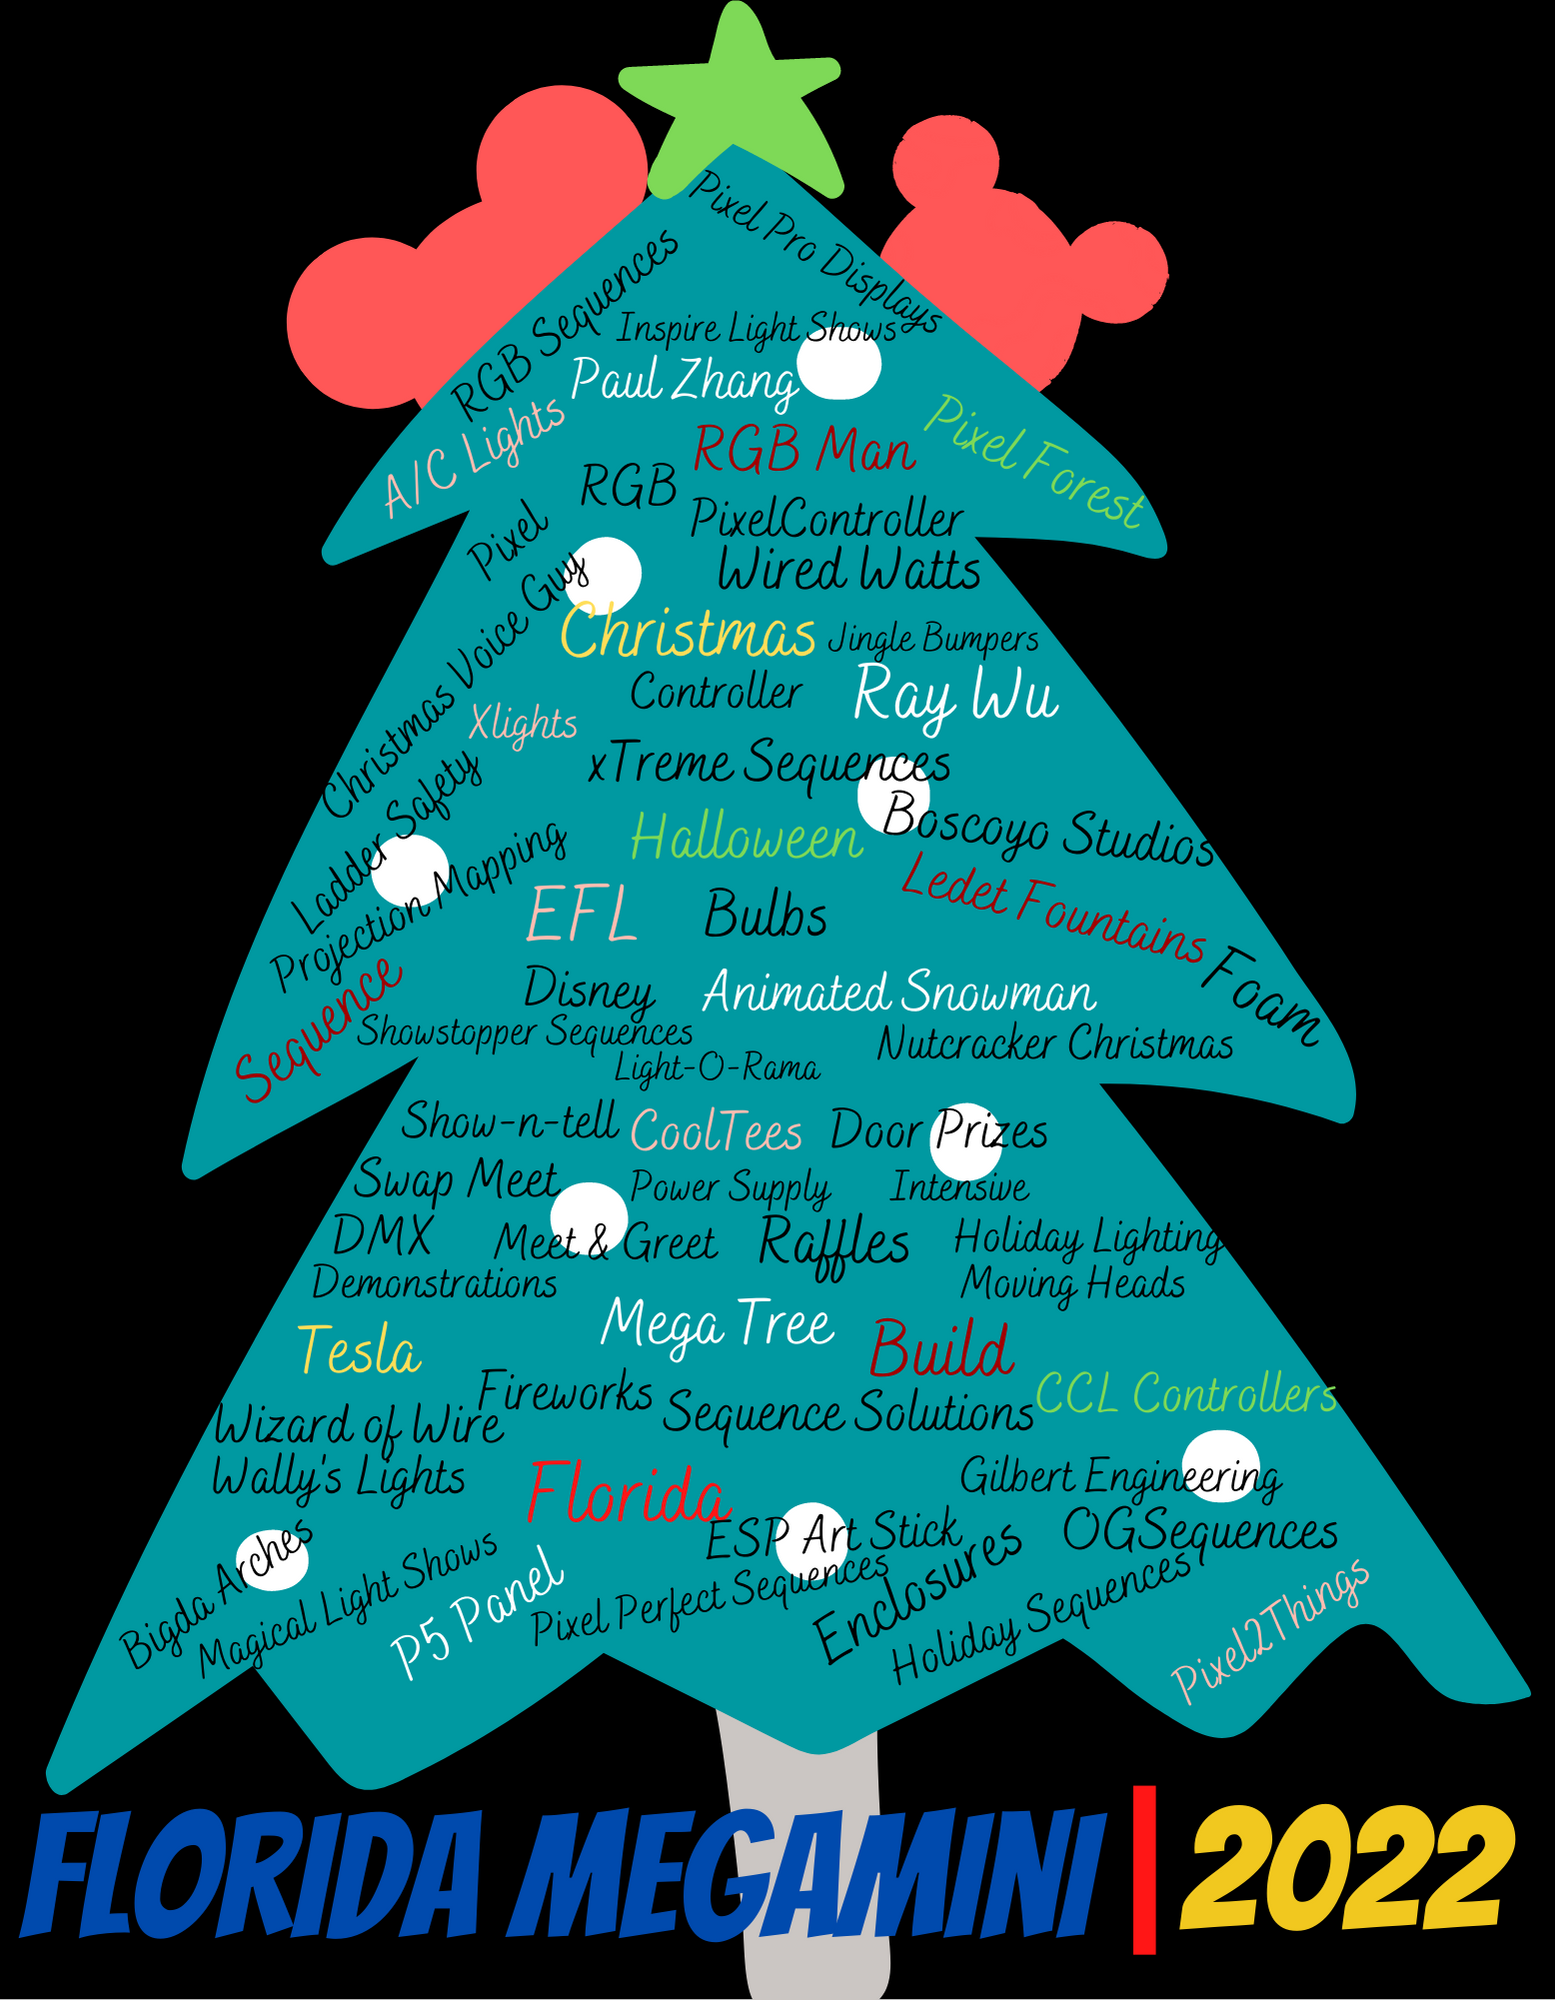 Pixel Pro Displays
RGB Sequences
Inspire Light Shows
Paul Zhang
A/C Lights
RGB Man
Pixel Forest
RGB
PixelController
Pixel
Wired Watts
Christmas Voice Guy
Christmas
Jingle Bumpers
Controller
Ray Wu
Xlights
xTreme Sequences
Ladder Safety
Halloween
Boscoyo Studios
Projection Mapping
EFL
Bulbs
Ledet Fountains
Foam
Sequence
Disney
Animated Snowman
Showstopper Sequences
Nutcracker Christmas
Light-O-Rama
Show-n-tell
CoolTees
Door Prizes
Swap Meet
Power Supply
Intensive
DMX
Meet & Greet
Raffles
Holiday Lighting
Demonstrations
Moving Heads
Mega Tree
Tesla
Build
Fireworks
CCL Controllers
Wizard of Wire
Sequence Solutions
Wally's Lights
Gilbert Engineering
Florida
ESP Art Stick
OGSequences
Bigda Arches
Magical Light Shows
P5 Panel
Pixel Perfect Sequences
Enclosures
Holiday Sequences
Pixel2Things
FLORIDA MEGAMINI | 2022